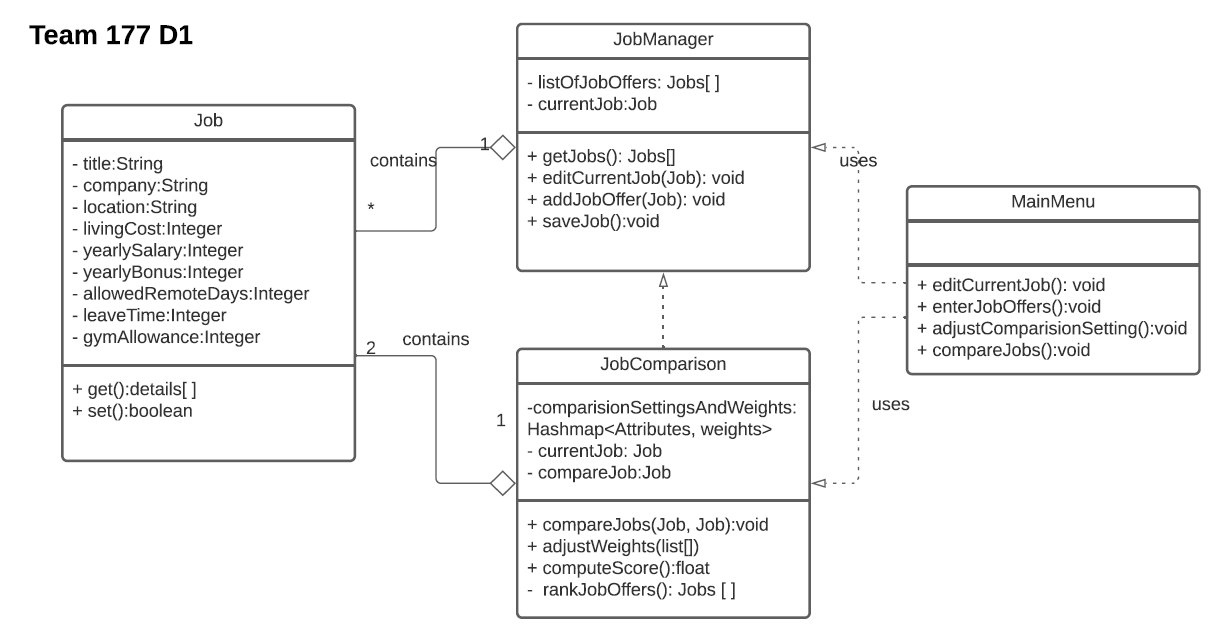 Team 177 D1
Job
- title:String
- company:String
- location:String
- livingCost:Integer
- yearlySalary:Integer
- yearlyBonus:Integer
- allowedRemoteDays:Integer
- leaveTime:Integer
- gymAllowance:Integer
+ get():details[ ]
+ set():boolean
contains
1
*
contains
2
1
JobManager
- listOfJobOffers: Jobs[ ]
- currentJob:Job
+ getJobs(): Jobs[]
+ editCurrentJob(Job): void
+ addJobOffer(Job): void
+ saveJob():void
JobComparison
-comparisionSettingsAndWeights:
Hashmap<Attributes, weights>
- currentJob: Job
- compareJob:Job
+ compareJobs(Job, Job):void
+ adjustWeights(list[])
+ computeScore():float
- rankJobOffers(): Jobs [ ]
uses
uses
MainMenu
+ editCurrentJob(): void
+ enterJobOffers():void
+ adjustComparisionSetting():void
+ compareJobs():void